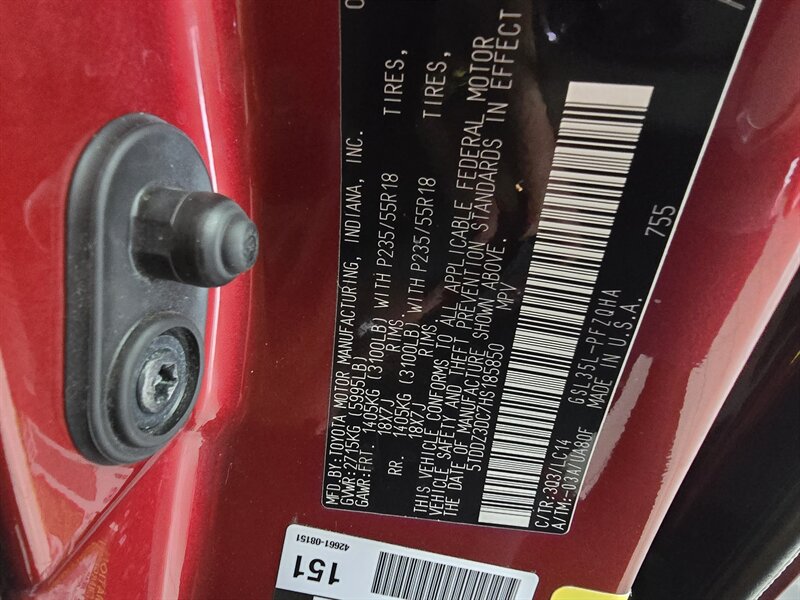 MFD.BY:TOYOTA MOTOR MANUFACTURING, INDIANA, INC.
GVWR:2715KG (5995LB)
GAWR:FRT. 1405KG (3100LB) WITH P235/55R18 TIRES,
18X7J RIMS.
RR. 1405KG (3100LB) WITH P235/55R18 TIRES,
18X7J RIMS.
THIS VEHICLE CONFORMS TO ALL APPLICABLE FEDERAL MOTOR
VEHICLE SAFETY AND THEFT PREVENTION STANDARDS IN EFFECT
THE DATE OF MANUFACTURE SHOWN ABOVE.
5TDDZ3DC7HS185850 MPV
755
C/TR:303/LC14 GSL35L-PFZQHA
A/TM:-03A/UA80F MADE IN U.S.A.
151
42661-08151